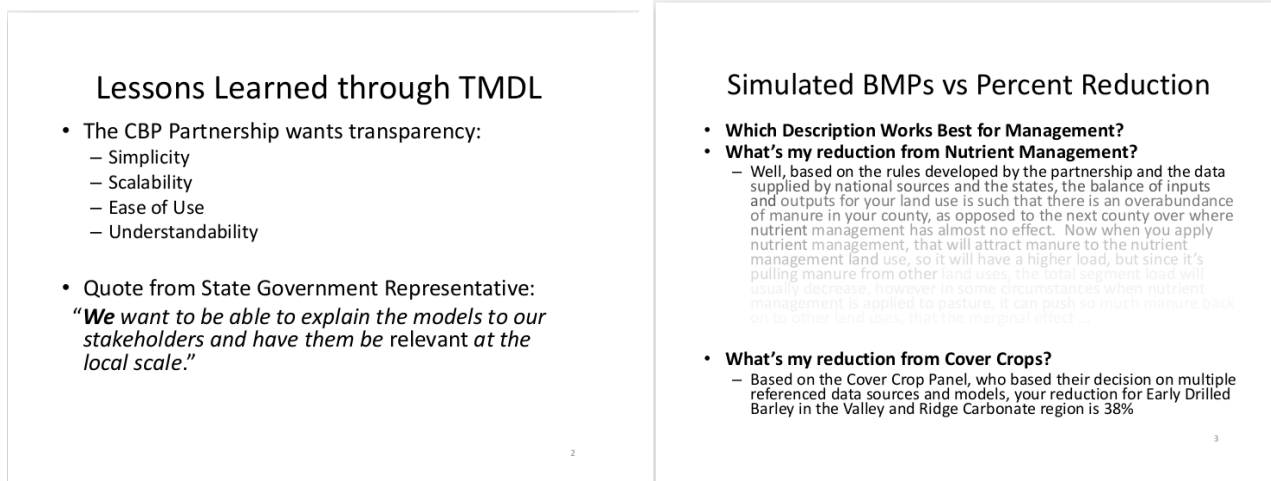 Lessons Learned through TMDL
• The CBP Partnership wants transparency:
– Simplicity
– Scalability
– Ease of Use
– Understandability
• Quote from State Government Representative:
“We want to be able to explain the models to our
stakeholders and have them be relevant at the
local scale.”
2
Simulated BMPs vs Percent Reduction
• Which Description Works Best for Management?
• What’s my reduction from Nutrient Management?
– Well, based on the rules developed by the partnership and the data
supplied by national sources and the states, the balance of inputs
and outputs for your land use is such that there is an overabundance
of manure in your county, as opposed to the next county over where
nutrient management has almost no effect.  Now when you apply
nutrient management, that will attract manure to the nutrient
management land use, so it will have a higher load, but since it’s
pulling manure from other land uses, the total segment load will
usually decrease, however in some circumstances when nutrient
management is applied to pasture, it can push so much manure back
on to other land uses, that the marginal effect ...
• What’s my reduction from Cover Crops?
– Based on the Cover Crop Panel, who based their decision on multiple
referenced data sources and models, your reduction for Early Drilled
Barley in the Valley and Ridge Carbonate region is 38%
3